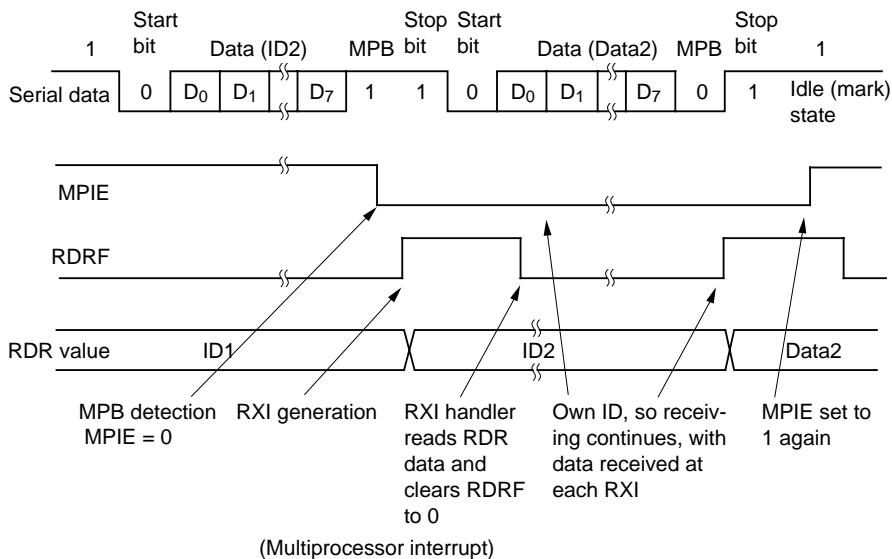 Start bit Data (ID2) MPB Stop bit Start bit Data (Data2) MPB Stop bit
1 1
Serial data 0 D0 D1 D7 1 1 0 D0 D1 D7 0 1 Idle (mark) state
MPIE
RDRF
RDR value ID1 ID2 Data2
MPB detection
MPIE = 0
RXI generation
RXI handler
reads RDR
data and
clears RDRF
to 0
Own ID, so receiv-
ing continues, with
data received at
each RXI
MPIE set to
1 again
(Multiprocessor interrupt)